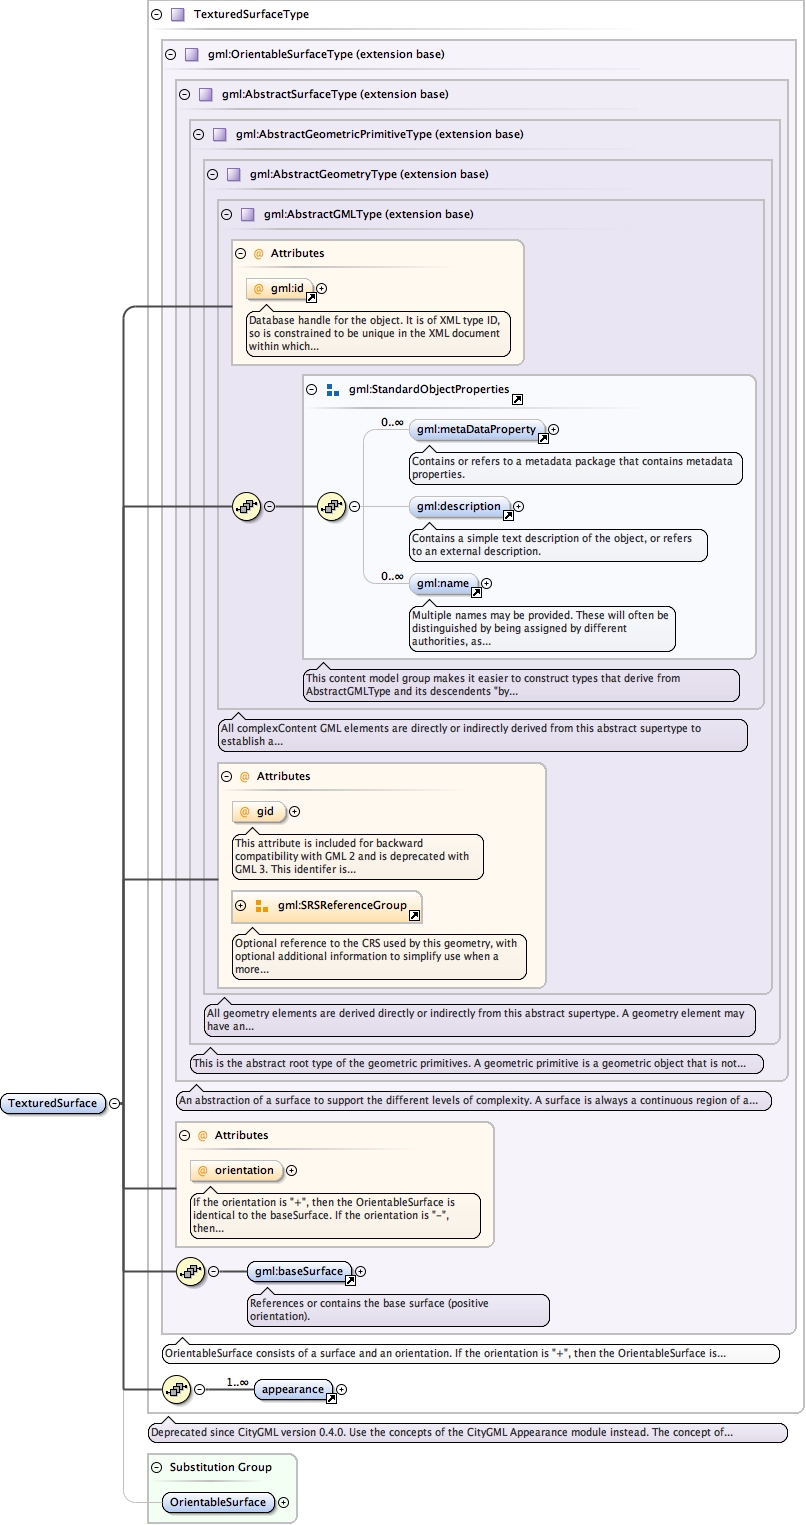 TexturedSurfaceType
gml:OrientableSurfaceType (extension base)
gml:AbstractSurfaceType (extension base)
gml:AbstractGeometricPrimitiveType (extension base)
gml:AbstractGeometryType (extension base)
gml:AbstractGMLType (extension base)
@ Attributes
@ gml:id
Database handle for the object. It is of XML type ID,
so is constrained to be unique in the XML document
within which...
gml:StandardObjectProperties
0..∞
gml:metaDataProperty
Contains or refers to a metadata package that contains metadata
properties.
gml:description
Contains a simple text description of the object, or refers
to an external description.
0..∞
gml:name
Multiple names may be provided. These will often be
distinguished by being assigned by different
authorities, as...
This content model group makes it easier to construct types that derive from
AbstractGMLType and its descendents "by...
All complexContent GML elements are directly or indirectly derived from this abstract supertype to
establish a...
@ Attributes
@ gid
This attribute is included for backward
compatibility with GML 2 and is deprecated with
GML 3. This identifer is...
gml:SRSReferenceGroup
Optional reference to the CRS used by this geometry, with
optional additional information to simplify use when a
more...
All geometry elements are derived directly or indirectly from this abstract supertype. A geometry element may
have an...
This is the abstract root type of the geometric primitives. A geometric primitive is a geometric object that is not...
An abstraction of a surface to support the different levels of complexity. A surface is always a continuous region of a...
TexturedSurface
@ Attributes
@ orientation
If the orientation is "+", then the OrientableSurface is
identical to the baseSurface. If the orientation is "-",
then...
gml:baseSurface
References or contains the base surface (positive
orientation).
OrientableSurface consists of a surface and an orientation. If the orientation is "+", then the OrientableSurface is...
1..∞
appearance
Deprecated since CityGML version 0.4.0. Use the concepts of the CityGML Appearance module instead. The concept of...
Substitution Group
OrientableSurface